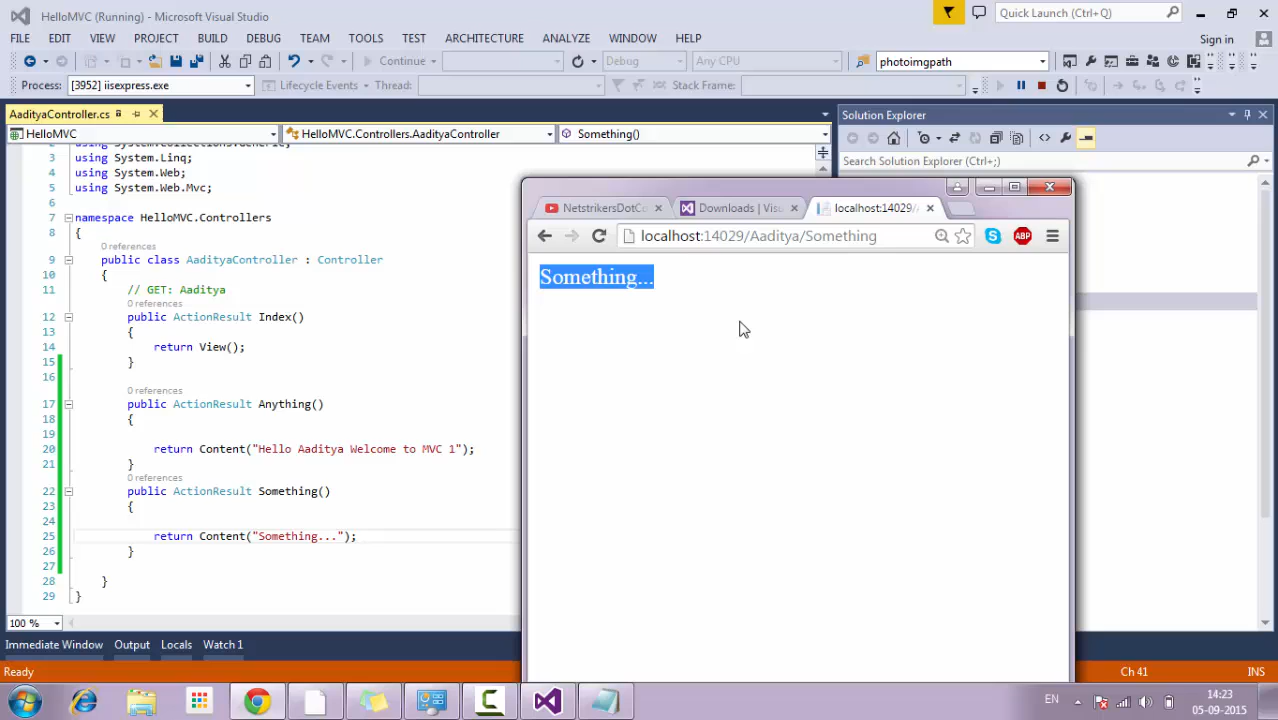 HelloMVC (Running) - Microsoft Visual Studio
Quick Launch (Ctrl+Q)
FILE EDIT VIEW PROJECT BUILD DEBUG TEAM TOOLS TEST ARCHITECTURE ANALYZE WINDOW HELP
Sign in
Continue Debug Any CPU photoimgpath
Process: [3952] iisexpress.exe Lifecycle Events Thread: Stack Frame:
AadityaController.cs
HelloMVC HelloMVC.Controllers.AadityaController Something()
2 using System.Collections.Generic;
3 using System.Linq;
4 using System.Web;
5 using System.Web.Mvc;
6
7 namespace HelloMVC.Controllers
8 {
0 references
9 public class AadityaController : Controller
10 {
11 // GET: Aaditya
0 references
12 public ActionResult Index()
13 {
14 return View();
15 }
16
0 references
17 public ActionResult Anything()
18 {
19
20 return Content("Hello Aaditya Welcome to MVC 1");
21 }
0 references
22 public ActionResult Something()
23 {
24
25 return Content("Something...");
26 }
27
28 }
29 }
100 %
Immediate Window Output Locals Watch 1
Ready
Ch 41 INS
Solution Explorer
Search Solution Explorer (Ctrl+;)
NetstrikersDotCo Downloads | Visu localhost:14029/A
localhost:14029/Aaditya/Something
ABP
Something...
EN
14:23
05-09-2015